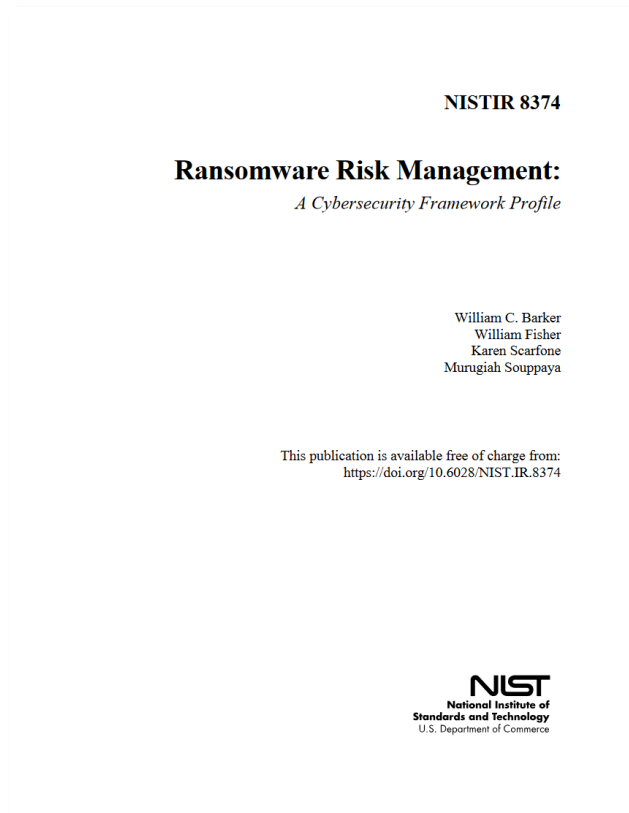 NISTIR 8374
Ransomware Risk Management:
A Cybersecurity Framework Profile
William C. Barker
William Fisher
Karen Scarfone
Murugiah Souppaya
This publication is available free of charge from:
https://doi.org/10.6028/NIST.IR.8374
NIST
National Institute of
Standards and Technology
U.S. Department of Commerce